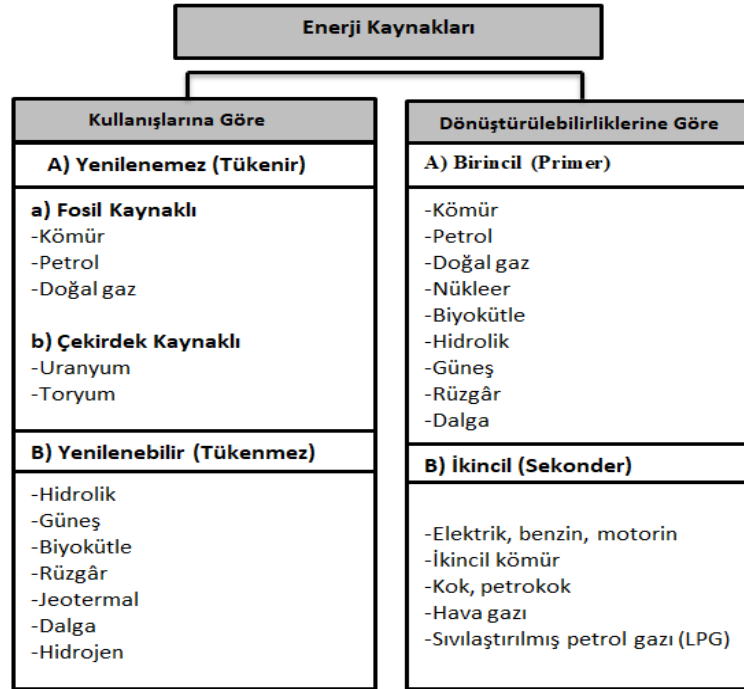 Enerji Kaynakları
Kullanışlarına Göre
A) Yenilenemez (Tükenir)
a) Fosil Kaynaklı
-Kömür
-Petrol
-Doğal gaz
b) Çekirdek Kaynaklı
-Uranyum
-Toryum
B) Yenilenebilir (Tükenmez)
-Hidrolik
-Güneş
-Biyokütle
-Rüzgâr
-Jeotermal
-Dalga
-Hidrojen
Dönüştürülebilirliklerine Göre
A) Birincil (Primer)
-Kömür
-Petrol
-Doğal gaz
-Nükleer
-Biyokütle
-Hidrolik
-Güneş
-Rüzgâr
-Dalga
B) İkincil (Sekonder)
-Elektrik, benzin, motorin
-İkincil kömür
-Kok, petrokok
-Hava gazı
-Sıvılaştırılmış petrol gazı (LPG)